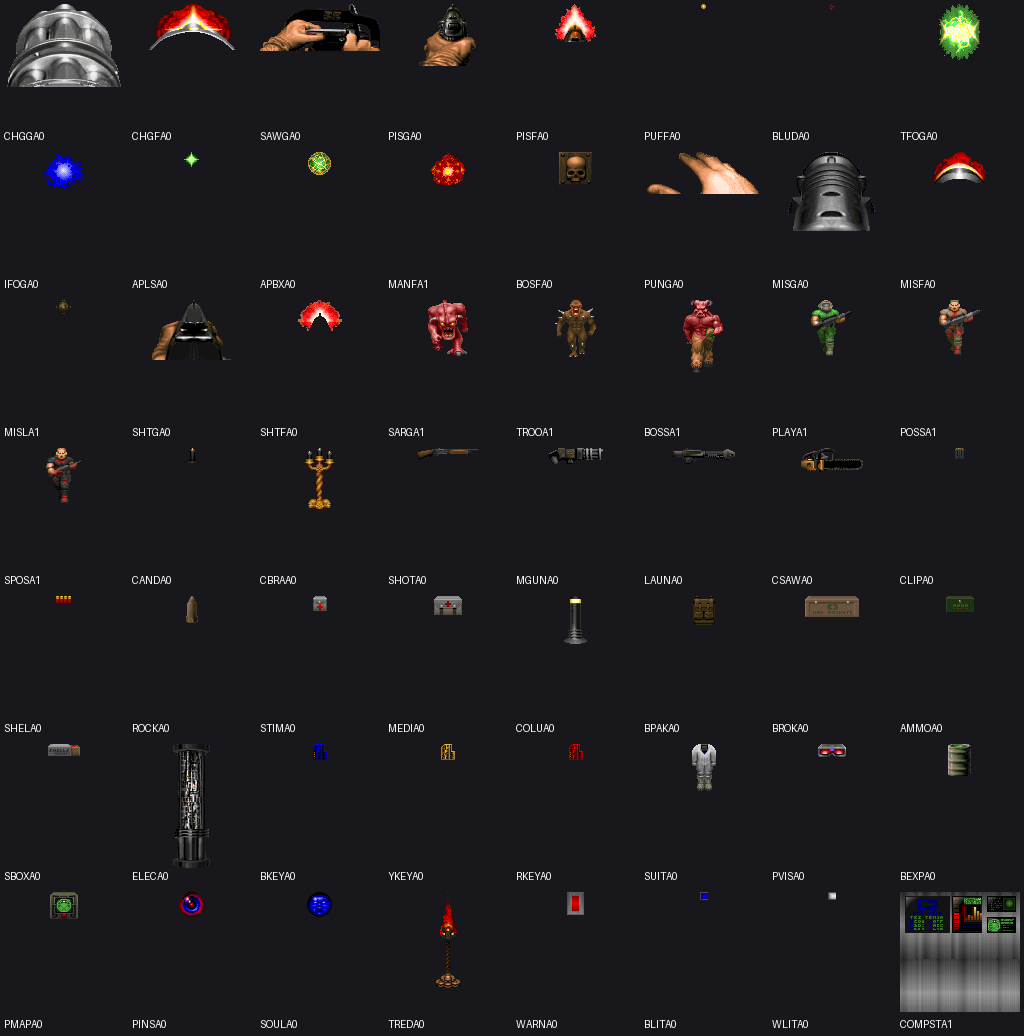 CHGGA0 CHGFA0 SAWGA0 PISGA0 PISFA0 PUFFA0 BLUDA0 TFOGA0
IFOGA0 APLSA0 APBXA0 MANFA1 BOSFA0 PUNGA0 MISGA0 MISFA0
MISLA1 SHTGA0 SHTFA0 SARGA1 TROOA1 BOSSA1 PLAYA1 POSSA1
SPOSA1 CANDA0 CBRAA0 SHOTA0 MGUNA0 LAUNA0 CSAWA0 CLIPA0
SHELA0 ROCKA0 STIMA0 MEDIA0 COLUA0 BPAKA0 BROKA0 AMMOA0
SBOXA0 ELECA0 BKEYA0 YKEYA0 RKEYA0 SUITA0 PVISA0 BEXPA0
PMAPA0 PINSA0 SOULA0 TREDA0 WARNA0 BLITA0 WLITA0 COMPSTA1